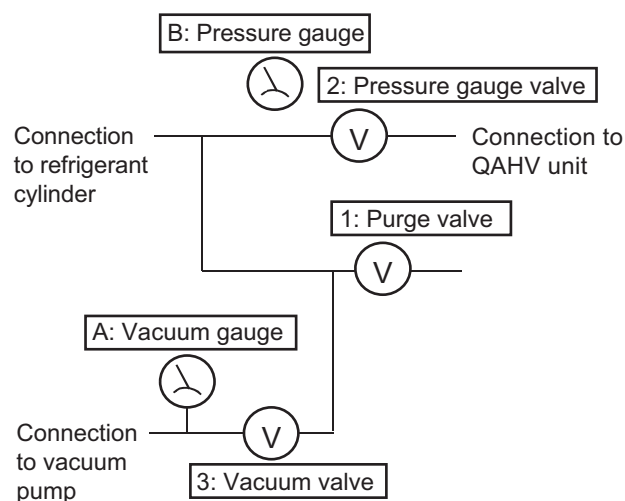 B: Pressure gauge
2: Pressure gauge valve
Connection
to refrigerant
cylinder
V
Connection to
QAHV unit
1: Purge valve
V
A: Vacuum gauge
Connection
to vacuum
pump
V
3: Vacuum valve